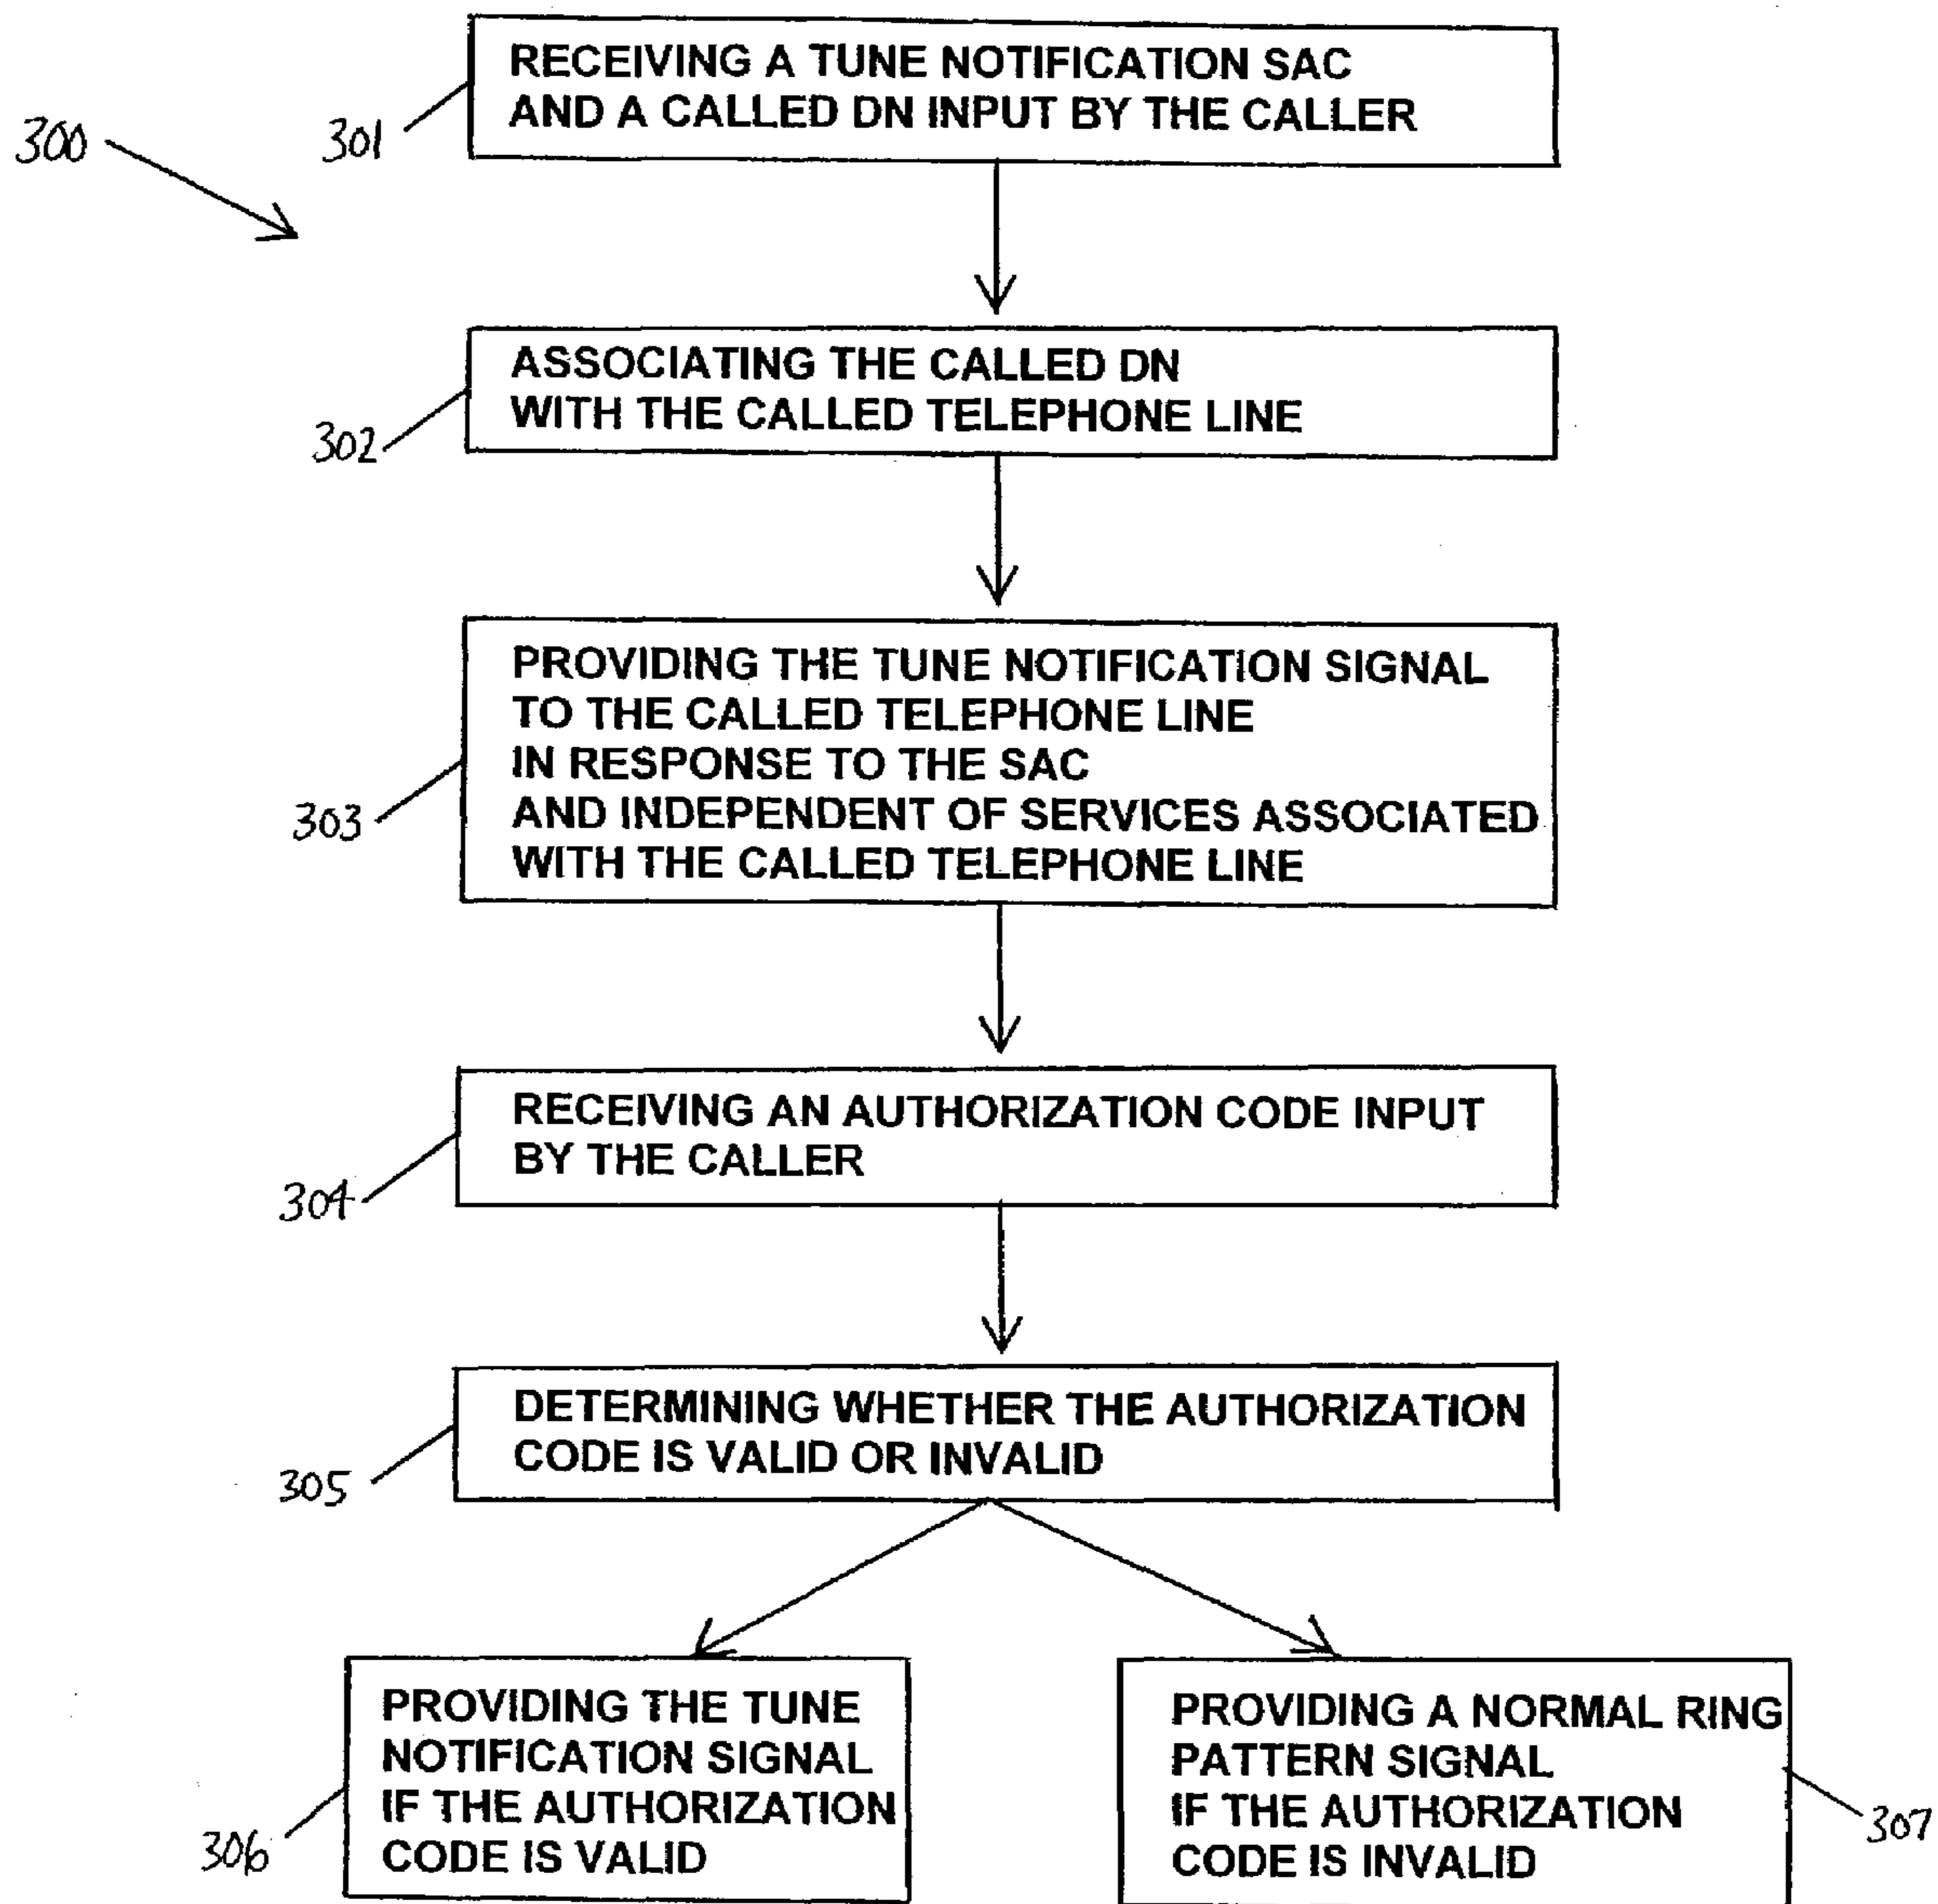 RECEIVING A TUNE NOTIFICATION SAC
AND A CALLED DN INPUT BY THE CALLER
300
301
ASSOCIATING THE CALLED DN
WITH THE CALLED TELEPHONE LINE
302
PROVIDING THE TUNE NOTIFICATION SIGNAL
TO THE CALLED TELEPHONE LINE
IN RESPONSE TO THE SAC
AND INDEPENDENT OF SERVICES ASSOCIATED
WITH THE CALLED TELEPHONE LINE
303
RECEIVING AN AUTHORIZATION CODE INPUT
BY THE CALLER
304
DETERMINING WHETHER THE AUTHORIZATION
CODE IS VALID OR INVALID
305
PROVIDING THE TUNE
NOTIFICATION SIGNAL
IF THE AUTHORIZATION
CODE IS VALID
306
PROVIDING A NORMAL RING
PATTERN SIGNAL
IF THE AUTHORIZATION
CODE IS INVALID
307